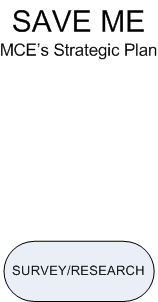 SAVE ME
MCE's Strategic Plan
SURVEY/RESEARCH